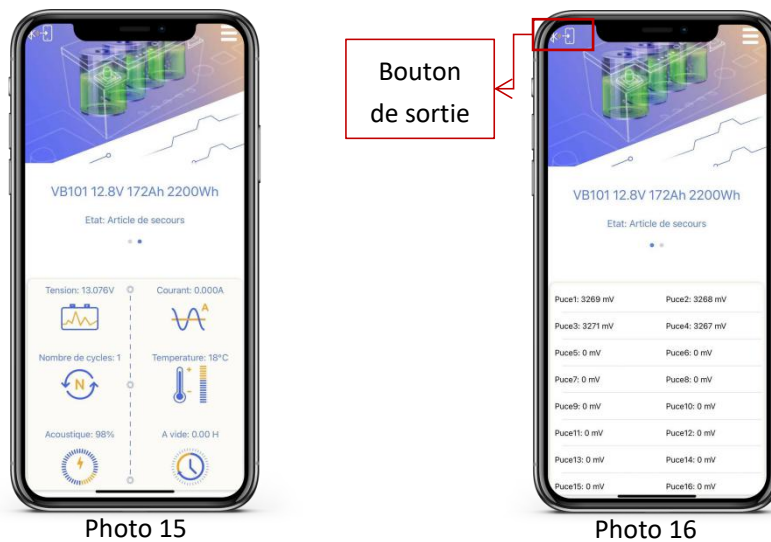 Bouton
de sortie
VB101 12.8V 172Ah 2200Wh
Etat: Article de secours
Tension: 13.076V
Courant: 0.000A
A
Nombre de cycles: 1
Temperature: 18°C
N
Acoustique: 98%
A vide: 0.00 H
Photo 15
VB101 12.8V 172Ah 2200Wh
Etat: Article de secours
Puce1: 3269 mV
Puce2: 3268 mV
Puce3: 3271 mV
Puce4: 3267 mV
Puce5: 0 mV
Puce6: 0 mV
Puce7: 0 mV
Puce8: 0 mV
Puce9: 0 mV
Puce10: 0 mV
Puce11: 0 mV
Puce12: 0 mV
Puce13: 0 mV
Puce14: 0 mV
Puce15: 0 mV
Puce16: 0 mV
Photo 16